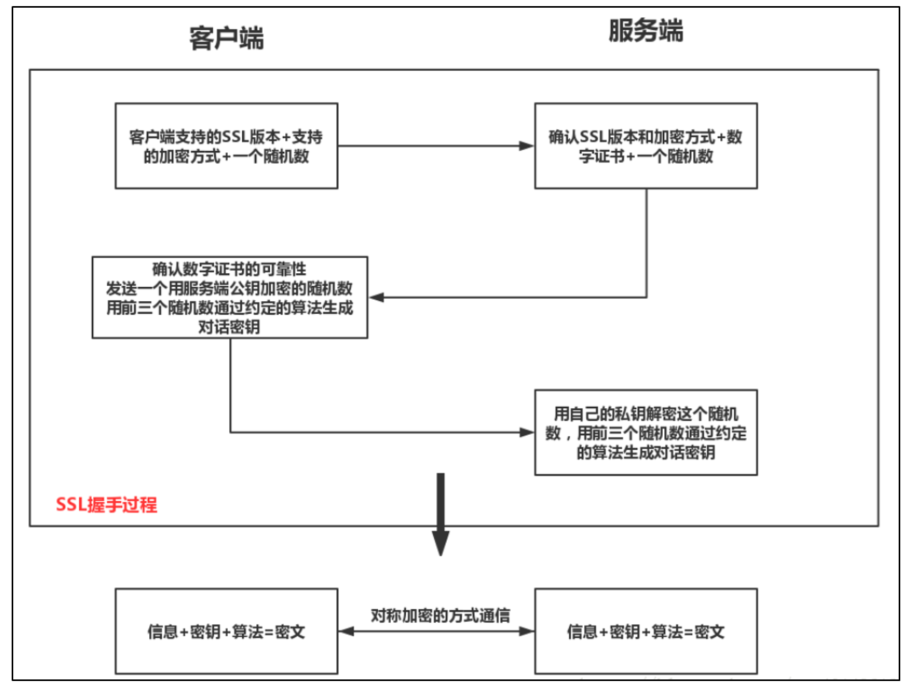 客户端
服务端
客户端支持的SSL版本+支持
的加密方式+一个随机数
确认SSL版本和加密方式+数
字证书+一个随机数
确认数字证书的可靠性
发送一个用服务端公钥加密的随机数
用前三个随机数通过约定的算法生成
对话密钥
用自己的私钥解密这个随机
数，用前三个随机数通过约定
的算法生成对话密钥
SSL握手过程
信息+密钥+算法=密文
对称加密的方式通信
信息+密钥+算法=密文